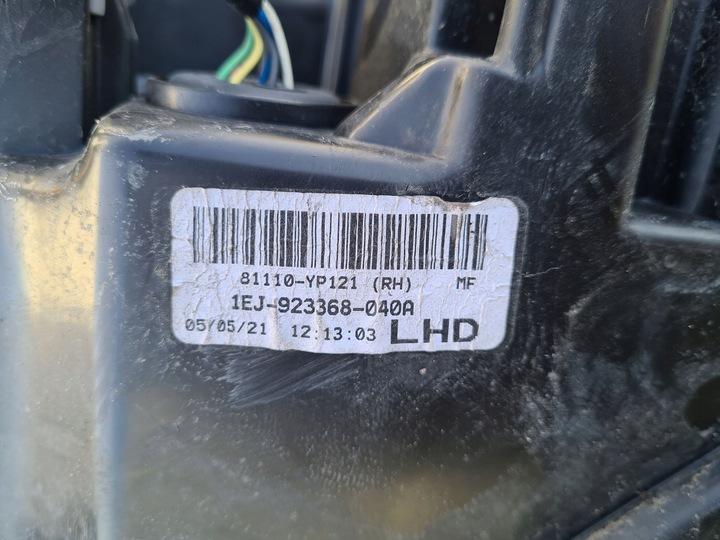 81110-YP121 (RH) MF
1EJ-923368-040A
05/05/21 12:13:03 LHD